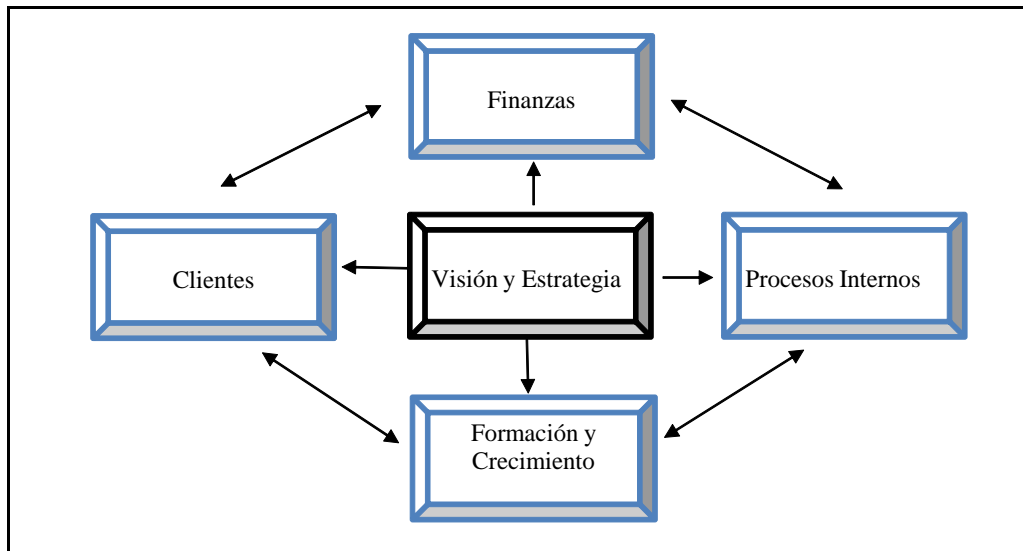 Finanzas
Clientes
Visión y Estrategia
Procesos Internos
Formación y
Crecimiento